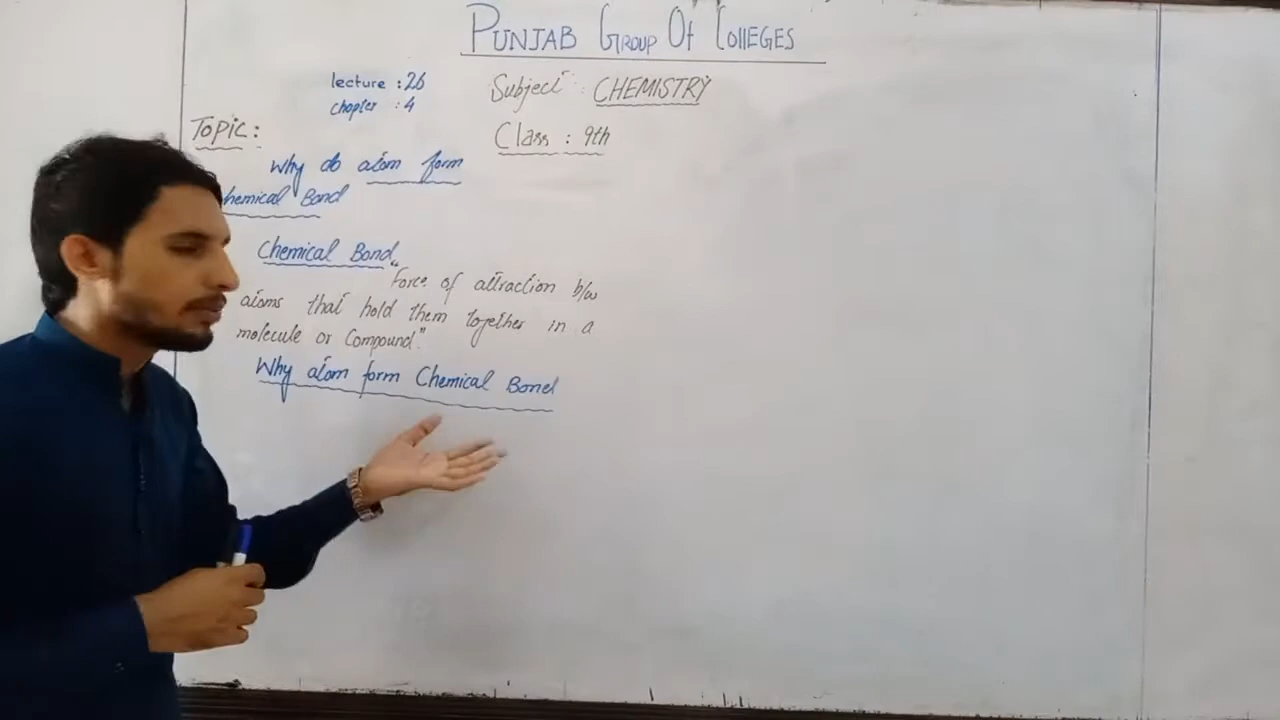 PUNJAB GROUP OF COllEGES
lecture : 26
chapter : 4
Subject : CHEMISTRY
Class : 9th
TOPIC :
Why do atom form
hemical Bond
Chemical Bond
"Force of attraction b/w
atoms that hold them together in a
molecule or Compound."
Why atom form Chemical Bond